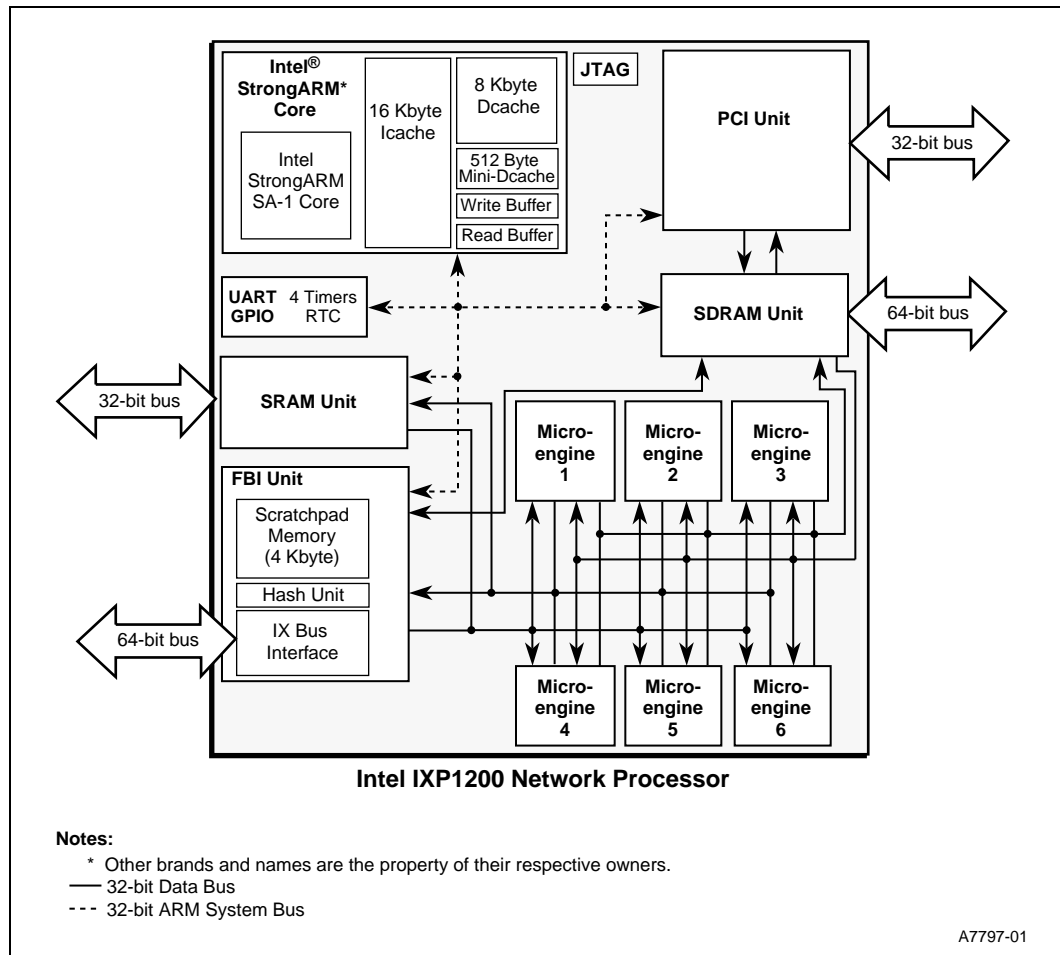 Intel®
StrongARM*
Core
Intel
StrongARM
SA-1 Core
16 Kbyte
Icache
8 Kbyte
Dcache
512 Byte
Mini-Dcache
Write Buffer
Read Buffer
JTAG
PCI Unit
32-bit bus
UART 4 Timers
GPIO RTC
SDRAM Unit
64-bit bus
32-bit bus
SRAM Unit
FBI Unit
Scratchpad
Memory
(4 Kbyte)
Hash Unit
64-bit bus
IX Bus
Interface
Micro-
engine
1
Micro-
engine
2
Micro-
engine
3
Micro-
engine
4
Micro-
engine
5
Micro-
engine
6
Intel IXP1200 Network Processor
Notes:
* Other brands and names are the property of their respective owners.
32-bit Data Bus
32-bit ARM System Bus
A7797-01